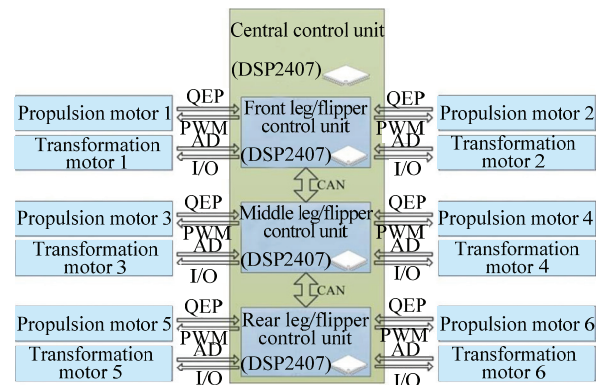 Central control unit
(DSP2407)
QEP
QEP
Propulsion motor 1
Front leg/flipper
control unit
Propulsion motor 2
PWM
PWM
AD
AD
Transformation
motor 1
(DSP2407)
Transformation
motor 2
I/O
I/O
CAN
QEP
QEP
Propulsion motor 3
Middle leg/flipper
control unit
Propulsion motor 4
PWM
PWM
AD
AD
Transformation
motor 3
(DSP2407)
Transformation
motor 4
I/O
I/O
CAN
QEP
QEP
Propulsion motor 5
Rear leg/flipper
control unit
Propulsion motor 6
PWM
PWM
AD
AD
Transformation
motor 5
(DSP2407)
Transformation
motor 6
I/O
I/O